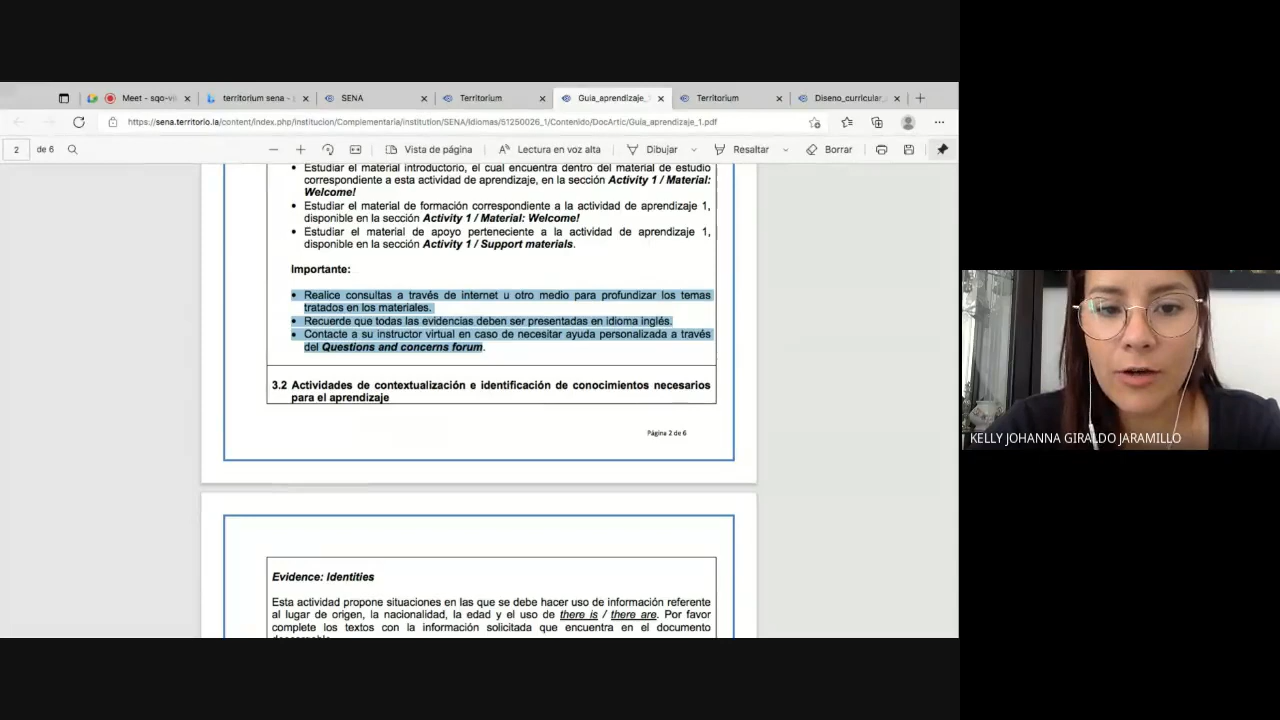 Meet - sqo-vi
territorium sena -
SENA
Territorium
Guia_aprendizaje_1
Territorium
Diseno_curricular_
https://sena.territorio.la/content/index.php/institucion/Complementaria/institution/SENA/Idiomas/51250026_1/Contenido/DocArtic/Guia_aprendizaje_1.pdf
2 de 6
Vista de página
Lectura en voz alta
Dibujar
Resaltar
Borrar
• Estudiar el material introductorio, el cual encuentra dentro del material de estudio
correspondiente a esta actividad de aprendizaje, en la sección Activity 1 / Material:
Welcome!
• Estudiar el material de formación correspondiente a la actividad de aprendizaje 1,
disponible en la sección Activity 1 / Material: Welcome!
• Estudiar el material de apoyo perteneciente a la actividad de aprendizaje 1,
disponible en la sección Activity 1 / Support materials.
Importante:
• Realice consultas a través de internet u otro medio para profundizar los temas
tratados en los materiales.
• Recuerde que todas las evidencias deben ser presentadas en idioma inglés.
• Contacte a su instructor virtual en caso de necesitar ayuda personalizada a través
del Questions and concerns forum.
3.2 Actividades de contextualización e identificación de conocimientos necesarios
para el aprendizaje
Página 2 de 6
Evidence: Identities
Esta actividad propone situaciones en las que se debe hacer uso de información referente
al lugar de origen, la nacionalidad, la edad y el uso de there is / there are. Por favor
complete los textos con la información solicitada que encuentra en el documento
KELLY JOHANNA GIRALDO JARAMILLO